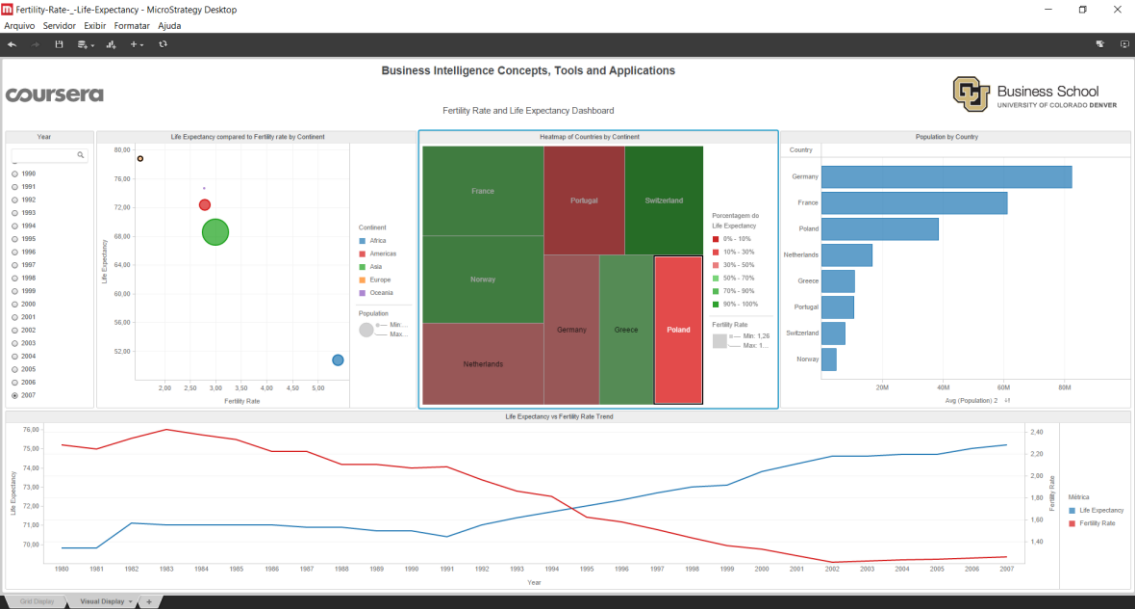 Fertility-Rate-_-Life-Expectancy - MicroStrategy Desktop
Arquivo Servidor Exibir Formatar Ajuda
Business Intelligence Concepts, Tools and Applications
coursera
Fertility Rate and Life Expectancy Dashboard
Business School
UNIVERSITY OF COLORADO DENVER
Year
1990
1991
1992
1993
1994
1995
1996
1997
1998
1999
2000
2001
2002
2003
2004
2005
2006
2007
Life Expectancy compared to Fertility rate by Continent
Life Expectancy
80,00
76,00
72,00
68,00
64,00
60,00
56,00
52,00
2,00 2,50 3,00 3,50 4,00 4,50 5,00
Fertility Rate
Continent
Africa
Americas
Asia
Europe
Oceania
Population
Min:...
Max...
Heatmap of Countries by Continent
France
Portugal
Switzerland
Norway
Germany
Greece
Poland
Netherlands
Porcentagem do
Life Expectancy
0% - 10%
10% - 30%
30% - 50%
50% - 70%
70% - 90%
90% - 100%
Fertility Rate
Min: 1,26
Max: 1...
Population by Country
Country
Germany
France
Poland
Netherlands
Greece
Portugal
Switzerland
Norway
20M 40M 60M 80M
Avg (Population) 2
Life Expectancy vs Fertility Rate Trend
Life Expectancy
76,00
75,00
74,00
73,00
72,00
71,00
70,00
1980 1981 1982 1983 1984 1985 1986 1987 1988 1989 1990 1991 1992 1993 1994 1995 1996 1997 1998 1999 2000 2001 2002 2003 2004 2005 2006 2007
Year
2,40
2,20
2,00
1,80
1,60
1,40
Fertility Rate
Métrica
Life Expectancy
Fertility Rate
Grid Display
Visual Display